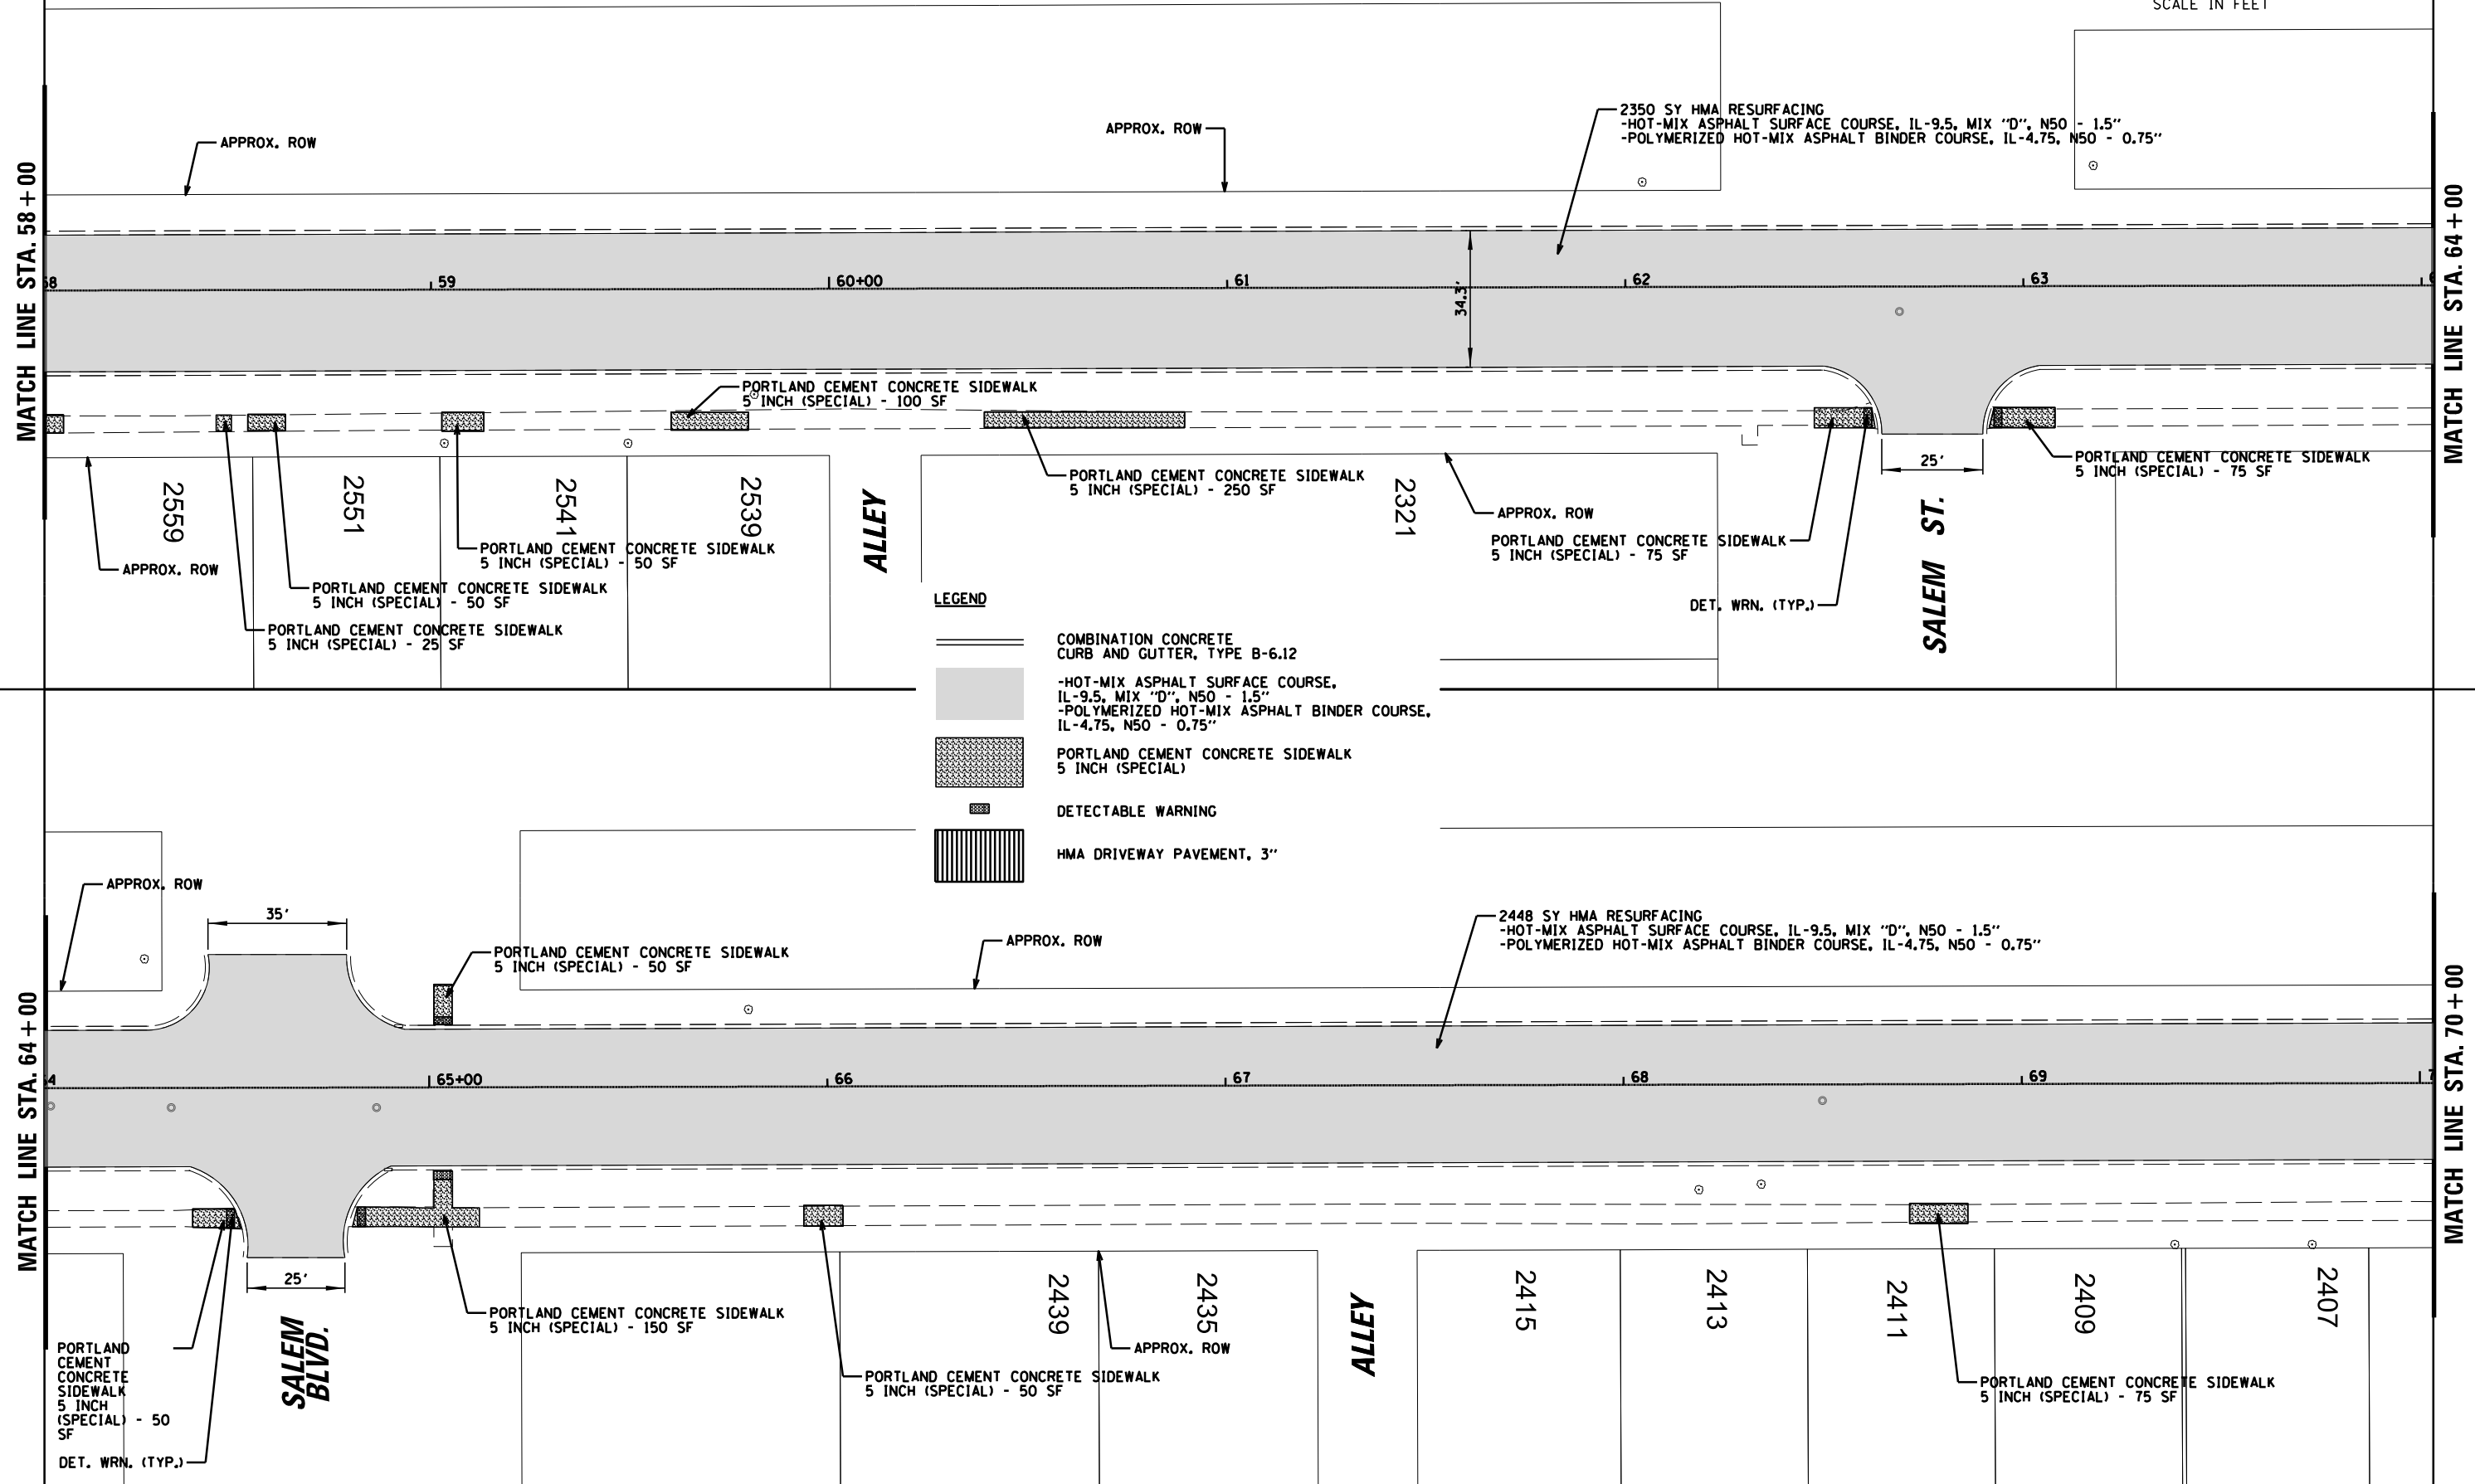 SCALE IN FEET
MATCH LINE STA. 58+00
APPROX. ROW
APPROX. ROW
2350 SY HMA RESURFACING
-HOT-MIX ASPHALT SURFACE COURSE, IL-9.5, MIX "D", N50 - 1.5"
-POLYMERIZED HOT-MIX ASPHALT BINDER COURSE, IL-4.75, N50 - 0.75"
MATCH LINE STA. 64+00
58
59
60+00
61
62
63
6
34.3'
PORTLAND CEMENT CONCRETE SIDEWALK
5 INCH (SPECIAL) - 100 SF
PORTLAND CEMENT CONCRETE SIDEWALK
5 INCH (SPECIAL) - 250 SF
25'
PORTLAND CEMENT CONCRETE SIDEWALK
5 INCH (SPECIAL) - 75 SF
2559
2551
2541
2539
ALLEY
2321
APPROX. ROW
PORTLAND CEMENT CONCRETE SIDEWALK
5 INCH (SPECIAL) - 75 SF
SALEM ST.
PORTLAND CEMENT CONCRETE SIDEWALK
5 INCH (SPECIAL) - 50 SF
APPROX. ROW
PORTLAND CEMENT CONCRETE SIDEWALK
5 INCH (SPECIAL) - 50 SF
DET. WRN. (TYP.)
PORTLAND CEMENT CONCRETE SIDEWALK
5 INCH (SPECIAL) - 25 SF
LEGEND
COMBINATION CONCRETE
CURB AND GUTTER, TYPE B-6.12
-HOT-MIX ASPHALT SURFACE COURSE,
IL-9.5, MIX "D", N50 - 1.5"
-POLYMERIZED HOT-MIX ASPHALT BINDER COURSE,
IL-4.75, N50 - 0.75"
PORTLAND CEMENT CONCRETE SIDEWALK
5 INCH (SPECIAL)
DETECTABLE WARNING
HMA DRIVEWAY PAVEMENT, 3"
MATCH LINE STA. 64+00
APPROX. ROW
35'
PORTLAND CEMENT CONCRETE SIDEWALK
5 INCH (SPECIAL) - 50 SF
APPROX. ROW
2448 SY HMA RESURFACING
-HOT-MIX ASPHALT SURFACE COURSE, IL-9.5, MIX "D", N50 - 1.5"
-POLYMERIZED HOT-MIX ASPHALT BINDER COURSE, IL-4.75, N50 - 0.75"
MATCH LINE STA. 70+00
4
65+00
66
67
68
69
7
25'
PORTLAND CEMENT CONCRETE SIDEWALK
5 INCH (SPECIAL) - 150 SF
2439
2435
ALLEY
2415
2413
2411
2409
2407
SALEM
BLVD.
PORTLAND
CEMENT
CONCRETE
SIDEWALK
5 INCH
(SPECIAL) - 50
SF
APPROX. ROW
PORTLAND CEMENT CONCRETE SIDEWALK
5 INCH (SPECIAL) - 50 SF
PORTLAND CEMENT CONCRETE SIDEWALK
5 INCH (SPECIAL) - 75 SF
DET. WRN. (TYP.)